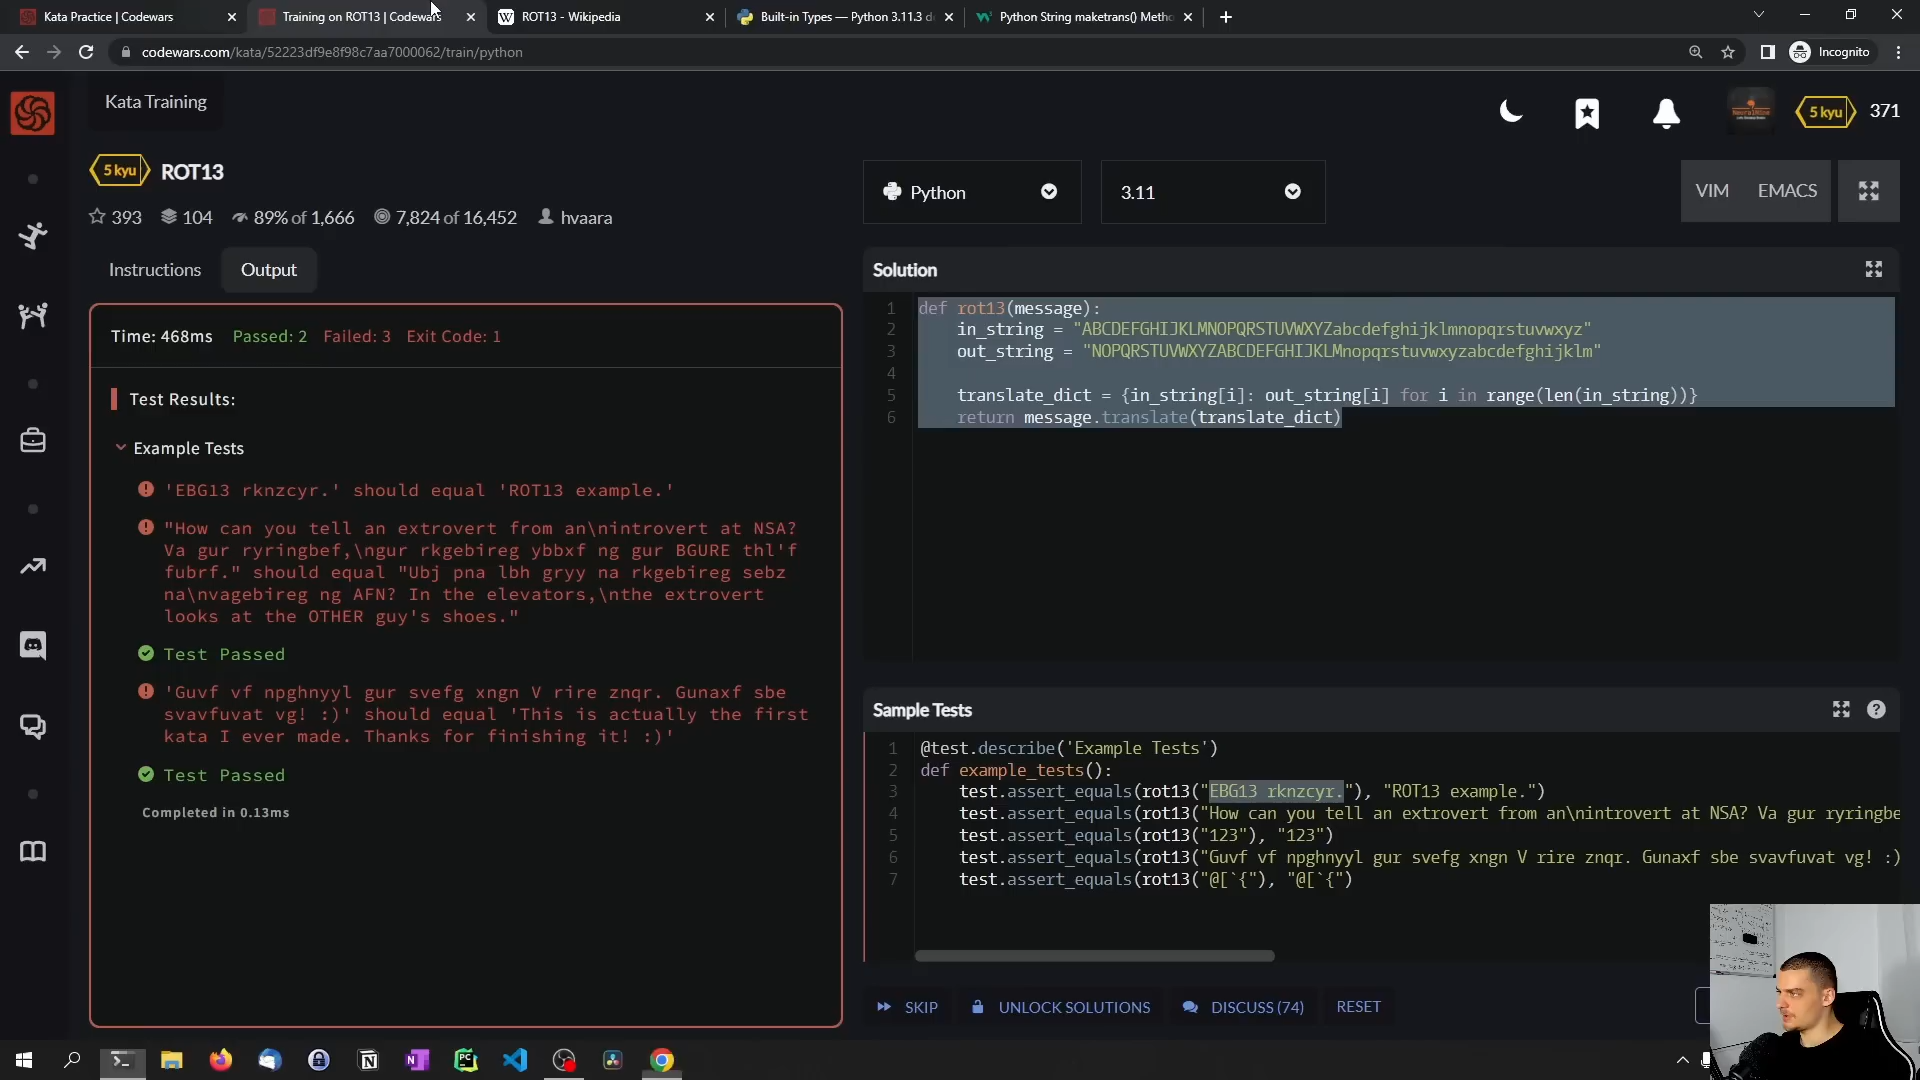 Kata Practice | Codewars
Training on ROT13 | Codewars
ROT13 - Wikipedia
Built-in Types — Python 3.11.3 d
Python String maketrans() Metho
codewars.com/kata/52223df9e8f98c7aa7000062/train/python
Incognito
Kata Training
5 kyu
371
5 kyu
ROT13
393
104
89% of 1,666
7,824 of 16,452
hvaara
Python
3.11
VIM
EMACS
Instructions
Output
Time: 468ms Passed: 2 Failed: 3 Exit Code: 1
Test Results:
Example Tests
'EBG13 rknzcyr.' should equal 'ROT13 example.'
"How can you tell an extrovert from an\nintrovert at NSA?
Va gur ryringbef,\ngur rkgebireg ybbxf ng gur BGURE thl'f
fubrf." should equal "Ubj pna lbh gryy na rkgebireg sebz
na\nvagebireg ng AFN? In the elevators,\nthe extrovert
looks at the OTHER guy's shoes."
Test Passed
'Guvf vf npghnyyl gur svefg xngn V rire znqr. Gunaxf sbe
svavfuvat vg! :)' should equal 'This is actually the first
kata I ever made. Thanks for finishing it! :)'
Test Passed
Completed in 0.13ms
Solution
1 def rot13(message):
2 in_string = "ABCDEFGHIJKLMNOPQRSTUVWXYZabcdefghijklmnopqrstuvwxyz"
3 out_string = "NOPQRSTUVWXYZABCDEFGHIJKLMnopqrstuvwxyzabcdefghijklm"
4
5 translate_dict = {in_string[i]: out_string[i] for i in range(len(in_string))}
6 return message.translate(translate_dict)
Sample Tests
1 @test.describe('Example Tests')
2 def example_tests():
3 test.assert_equals(rot13("EBG13 rknzcyr."), "ROT13 example.")
4 test.assert_equals(rot13("How can you tell an extrovert from an\nintrovert at NSA? Va gur ryringbe
5 test.assert_equals(rot13("123"), "123")
6 test.assert_equals(rot13("Guvf vf npghnyyl gur svefg xngn V rire znqr. Gunaxf sbe svavfuvat vg! :)
7 test.assert_equals(rot13("@[`{"), "@[`{")
SKIP
UNLOCK SOLUTIONS
DISCUSS (74)
RESET